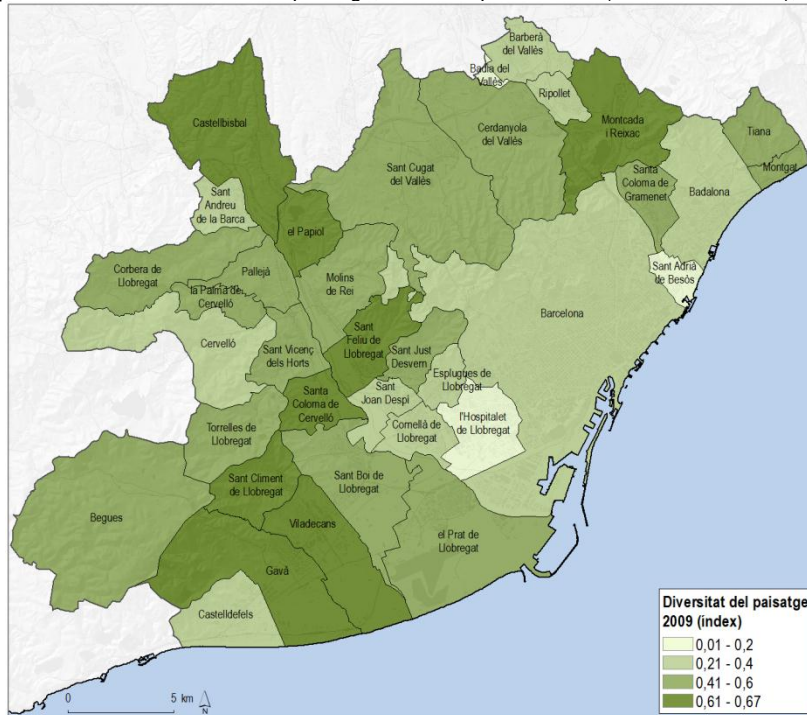 Barberà
del Vallès
Badia del
Vallès
Ripollet
Castellbisbal
Montcada
i Reixac
Cerdanyola
del Vallès
Tiana
Sant Cugat
del Vallès
Santa
Coloma de
Gramenet
Montgat
Sant
Andreu
de la Barca
Badalona
el Papiol
Corbera de
Llobregat
Pallejà
Molins
de Rei
Sant Adrià
de Besòs
la Palma de
Cervelló
Barcelona
Cervelló
Sant
Feliu de
Llobregat
Sant Vicenç
dels Horts
Sant Just
Desvern
Esplugues de
Llobregat
Santa
Coloma de
Cervelló
Sant
Joan Despí
l'Hospitalet
de Llobregat
Cornellà de
Llobregat
Torrelles de
Llobregat
Sant Climent
de Llobregat
Sant Boi de
Llobregat
Begues
Viladecans
el Prat de
Llobregat
Gavà
Castelldefels
Diversitat del paisatge
2009 (índex)
0,01 - 0,2
0,21 - 0,4
0,41 - 0,6
0,61 - 0,67
0 5 km
N